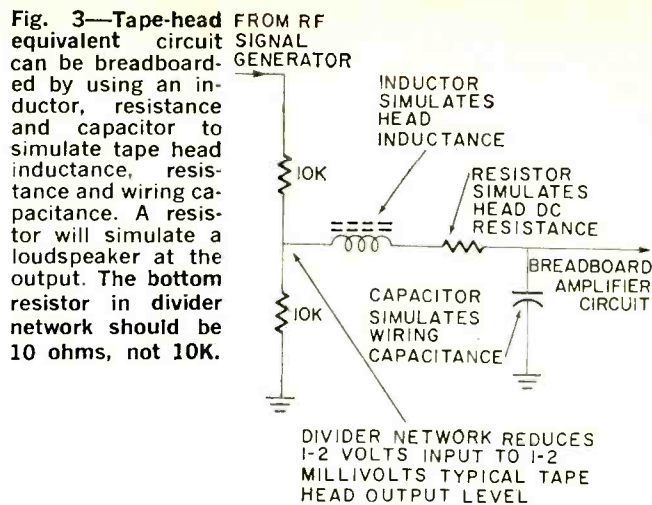 Fig. 3—Tape-head
equivalent circuit
can be breadboard-
ed by using an in-
ductor, resistance
and capacitor to
simulate tape head
inductance, resis-
tance and wiring ca-
pacitance. A resis-
tor will simulate a
loudspeaker at the
output. The bottom
resistor in divider
network should be
10 ohms, not 10K.
FROM RF
SIGNAL
GENERATOR
INDUCTOR
SIMULATES
HEAD
INDUCTANCE
10K
RESISTOR
SIMULATES
HEAD DC
RESISTANCE
BREADBOARD
AMPLIFIER
CIRCUIT
10K
CAPACITOR
SIMULATES
WIRING
CAPACITANCE
DIVIDER NETWORK REDUCES
1-2 VOLTS INPUT TO 1-2
MILLIVOLTS TYPICAL TAPE
HEAD OUTPUT LEVEL